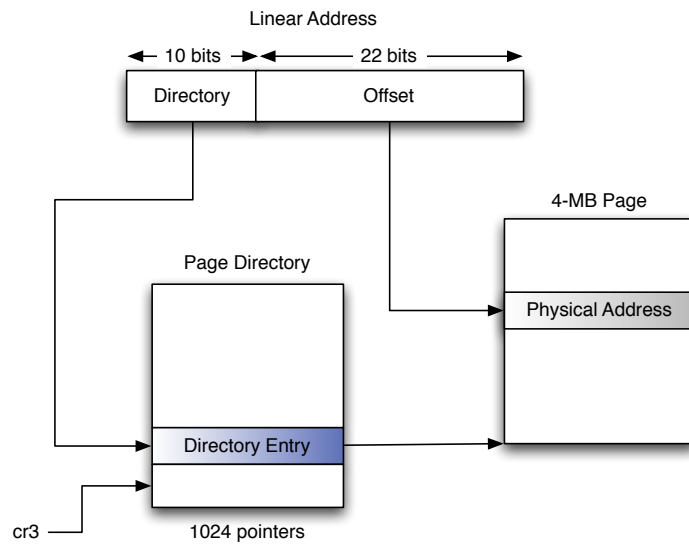 Linear Address
10 bits
22 bits
Directory
Offset
4-MB Page
Page Directory
Physical Address
Directory Entry
cr3
1024 pointers